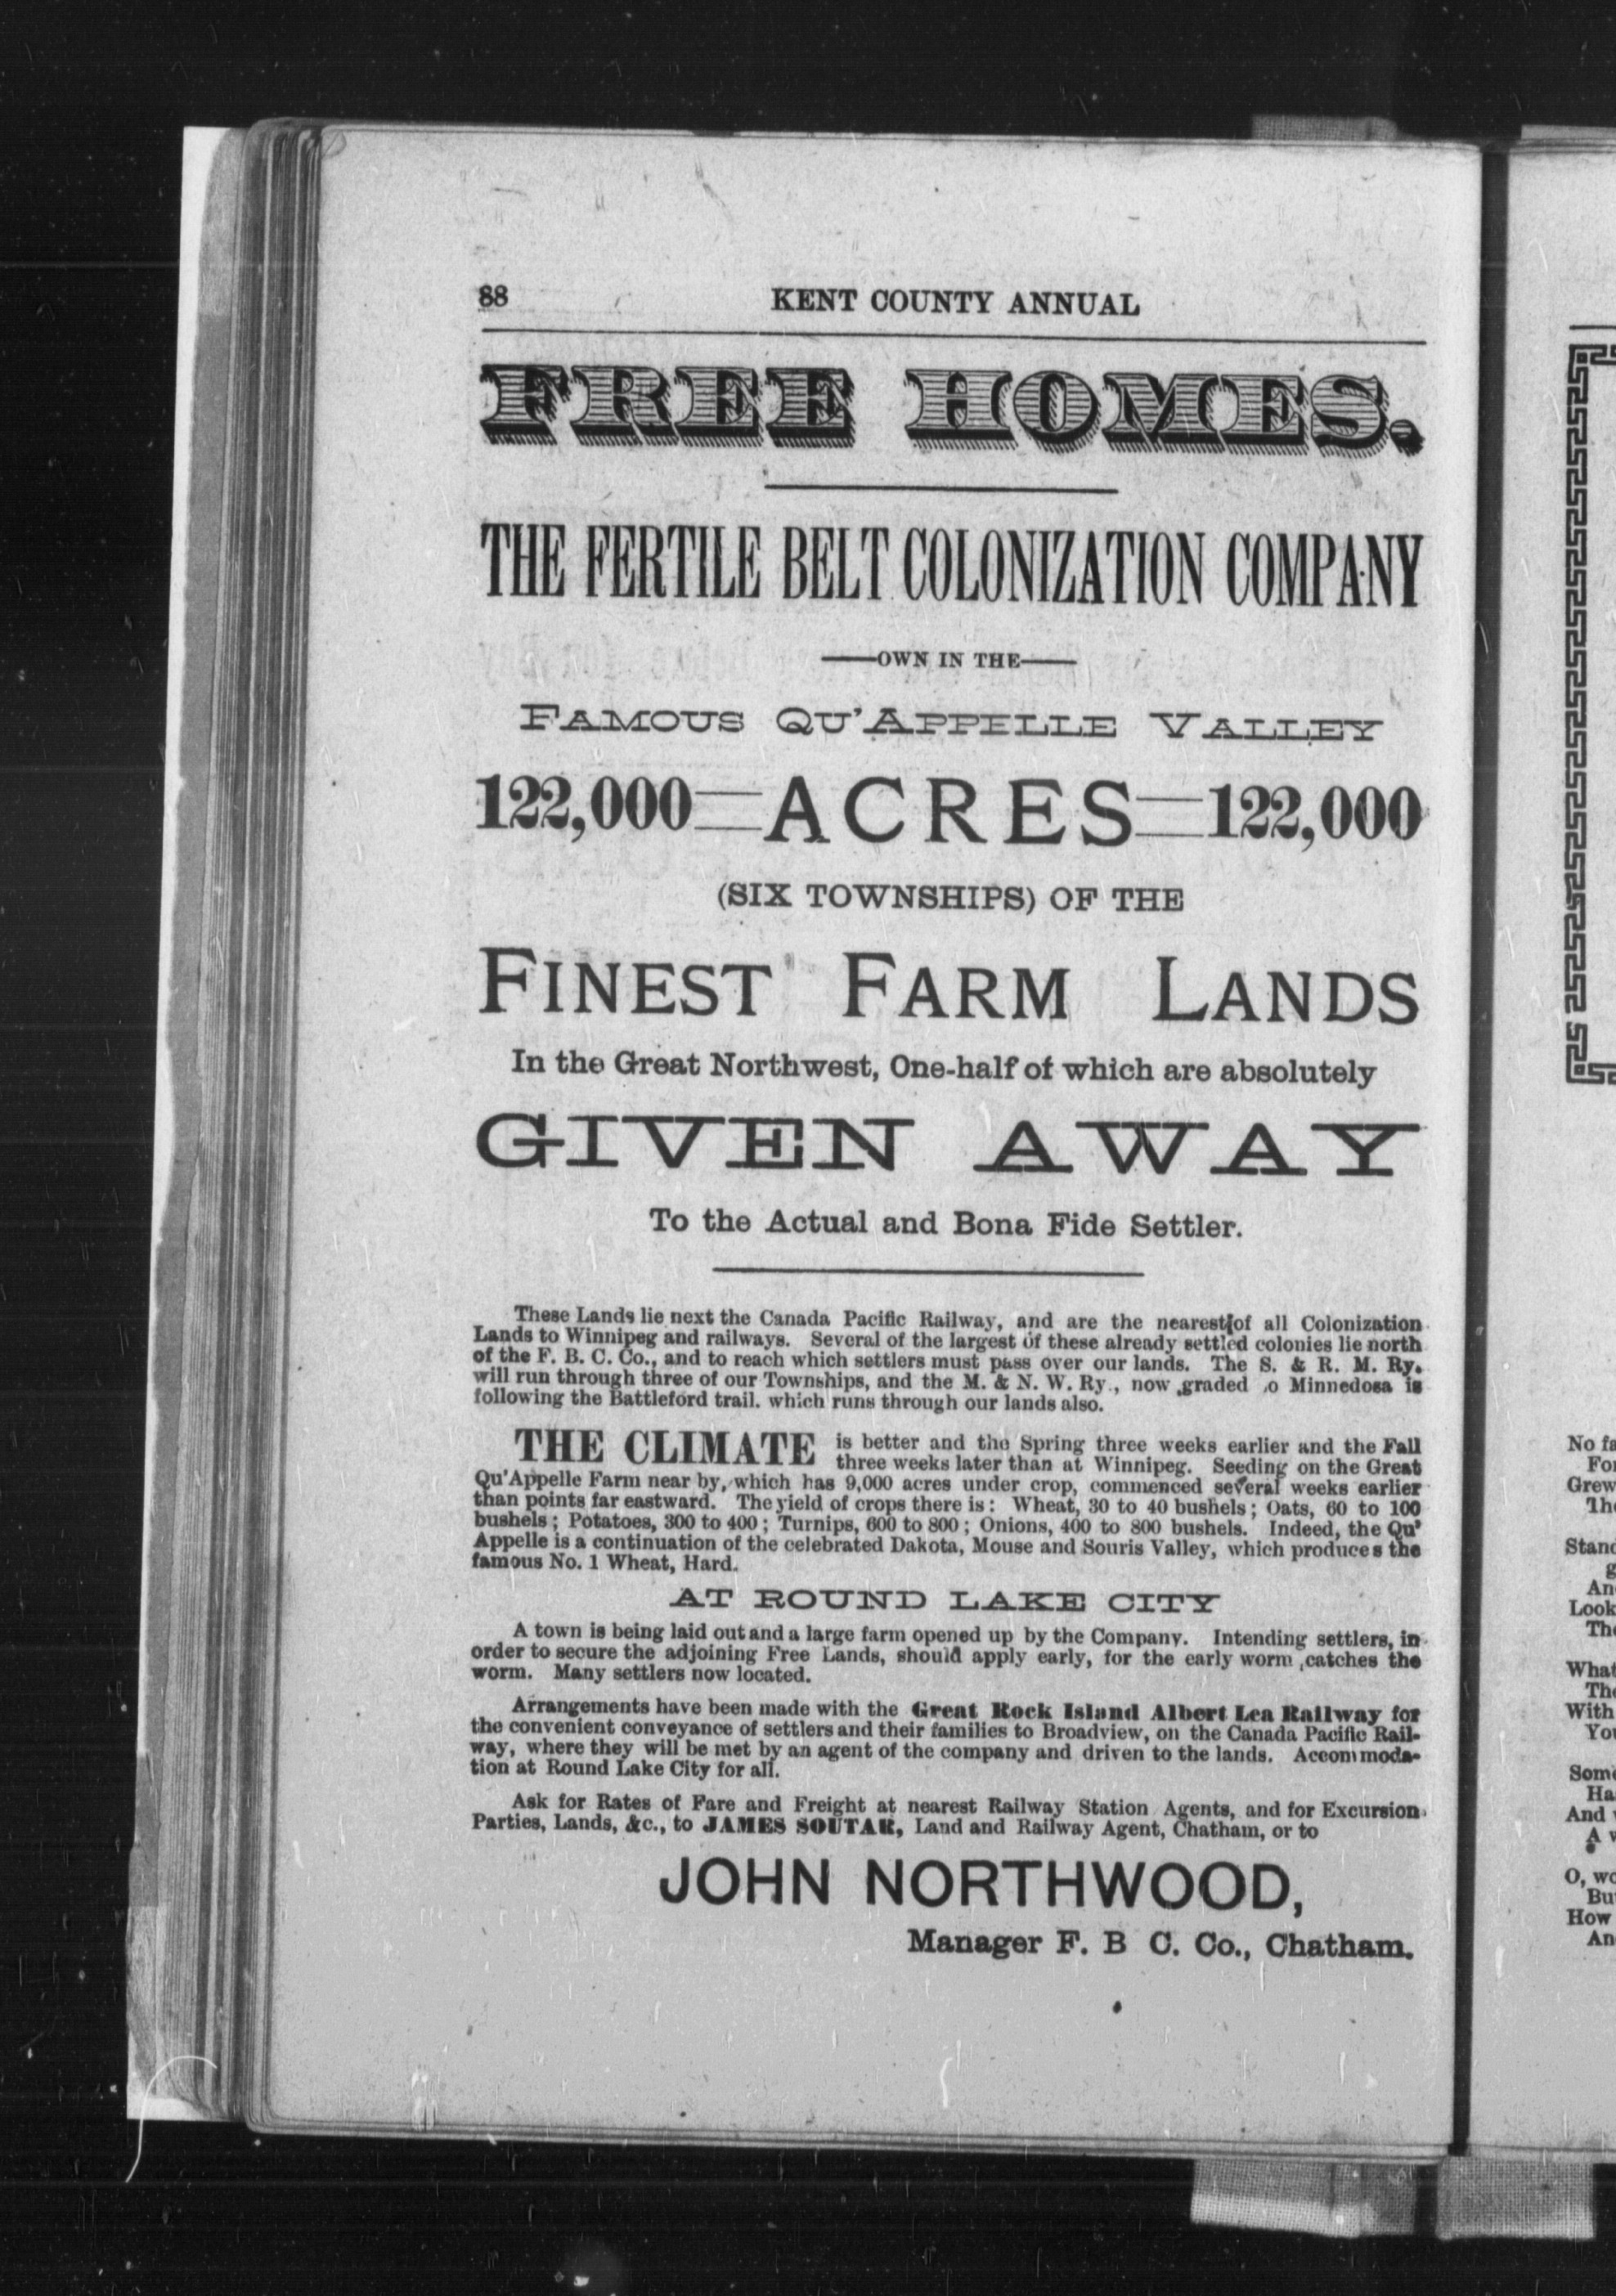 88 KENT COUNTY ANNUAL
FREE HOMES.
THE FERTILE BELT COLONIZATION COMPANY
—OWN IN THE—
FAMOUS QU'APPELLE VALLEY
122,000=ACRES=122,000
(SIX TOWNSHIPS) OF THE
FINEST FARM LANDS
In the Great Northwest, One-half of which are absolutely
GIVEN AWAY
To the Actual and Bona Fide Settler.
These Lands lie next the Canada Pacific Railway, and are the nearest of all Colonization
Lands to Winnipeg and railways. Several of the largest of these already settled colonies lie north
of the F. B. C. Co., and to reach which settlers must pass over our lands. The S. & R. M. Ry.
will run through three of our Townships, and the M. & N. W. Ry., now graded o Minnedosa is
following the Battleford trail. which runs through our lands also.
THE CLIMATE is better and the Spring three weeks earlier and the Fall
three weeks later than at Winnipeg. Seeding on the Great
Qu'Appelle Farm near by, which has 9,000 acres under crop, commenced several weeks earlier
than points far eastward. The yield of crops there is: Wheat, 30 to 40 bushels; Oats, 60 to 100
bushels; Potatoes, 300 to 400; Turnips, 600 to 800; Onions, 400 to 800 bushels. Indeed, the Qu'
Appelle is a continuation of the celebrated Dakota, Mouse and Souris Valley, which produces the
famous No. 1 Wheat, Hard.
AT ROUND LAKE CITY
A town is being laid out and a large farm opened up by the Company. Intending settlers, in
order to secure the adjoining Free Lands, should apply early, for the early worm catches the
worm. Many settlers now located.
Arrangements have been made with the Great Rock Island Albert Lea Railway for
the convenient conveyance of settlers and their families to Broadview, on the Canada Pacific Rail-
way, where they will be met by an agent of the company and driven to the lands. Accommoda-
tion at Round Lake City for all.
Ask for Rates of Fare and Freight at nearest Railway Station Agents, and for Excursion
Parties, Lands, &c., to JAMES SOUTAR, Land and Railway Agent, Chatham, or to
JOHN NORTHWOOD,
Manager F. B C. Co., Chatham.
No
Grew
Look
What
With
And
O,
But
How